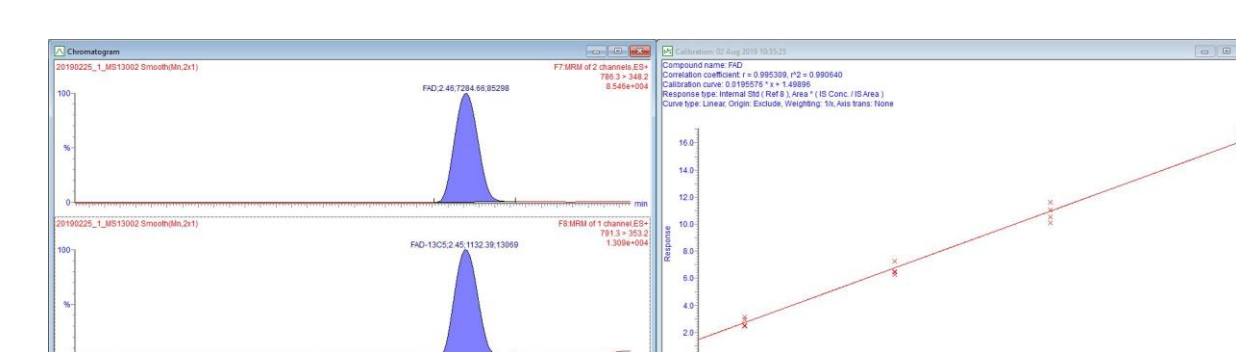 Chromatogram
20190225_1_MS13002 Smooth(Mn,2x1)
F7:MRM of 2 channels,ES+
786.3 > 348.2
8.546e+004
FAD;2.46;7284.66;85298
100
%
0
min
20190225_1_MS13002 Smooth(Mn,2x1)
F8:MRM of 1 channel,ES+
791.3 > 353.2
1.309e+004
FAD-13C5;2.45;1132.39;13069
100
%
Calibration: 02 Aug 2019 10:35:25
Compound name: FAD
Correlation coefficient: r = 0.995309, r^2 = 0.990640
Calibration curve: 0.0195576 * x + 1.49896
Response type: Internal Std ( Ref 8 ), Area * ( IS Conc. / IS Area )
Curve type: Linear, Origin: Exclude, Weighting: 1/x, Axis trans: None
16.0
14.0
12.0
10.0
Response
8.0
6.0
4.0
2.0